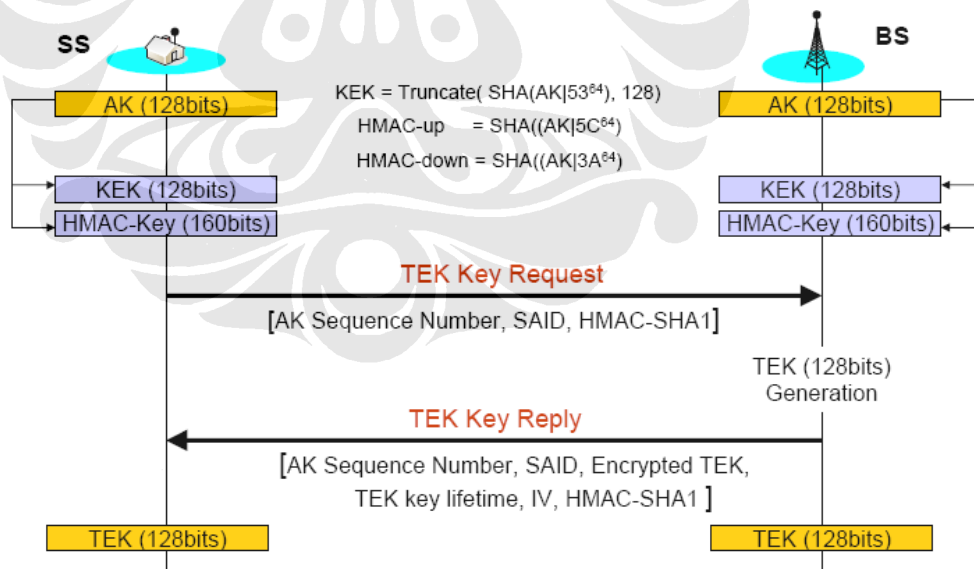 SS
BS
AK (128bits)
KEK = Truncate( SHA(AK|53⁶⁴), 128)
AK (128bits)
HMAC-up = SHA((AK|5C⁶⁴)
HMAC-down = SHA((AK|3A⁶⁴)
KEK (128bits)
KEK (128bits)
HMAC-Key (160bits)
HMAC-Key (160bits)
TEK Key Request
[AK Sequence Number, SAID, HMAC-SHA1]
TEK (128bits)
Generation
TEK Key Reply
[AK Sequence Number, SAID, Encrypted TEK,
TEK key lifetime, IV, HMAC-SHA1 ]
TEK (128bits)
TEK (128bits)